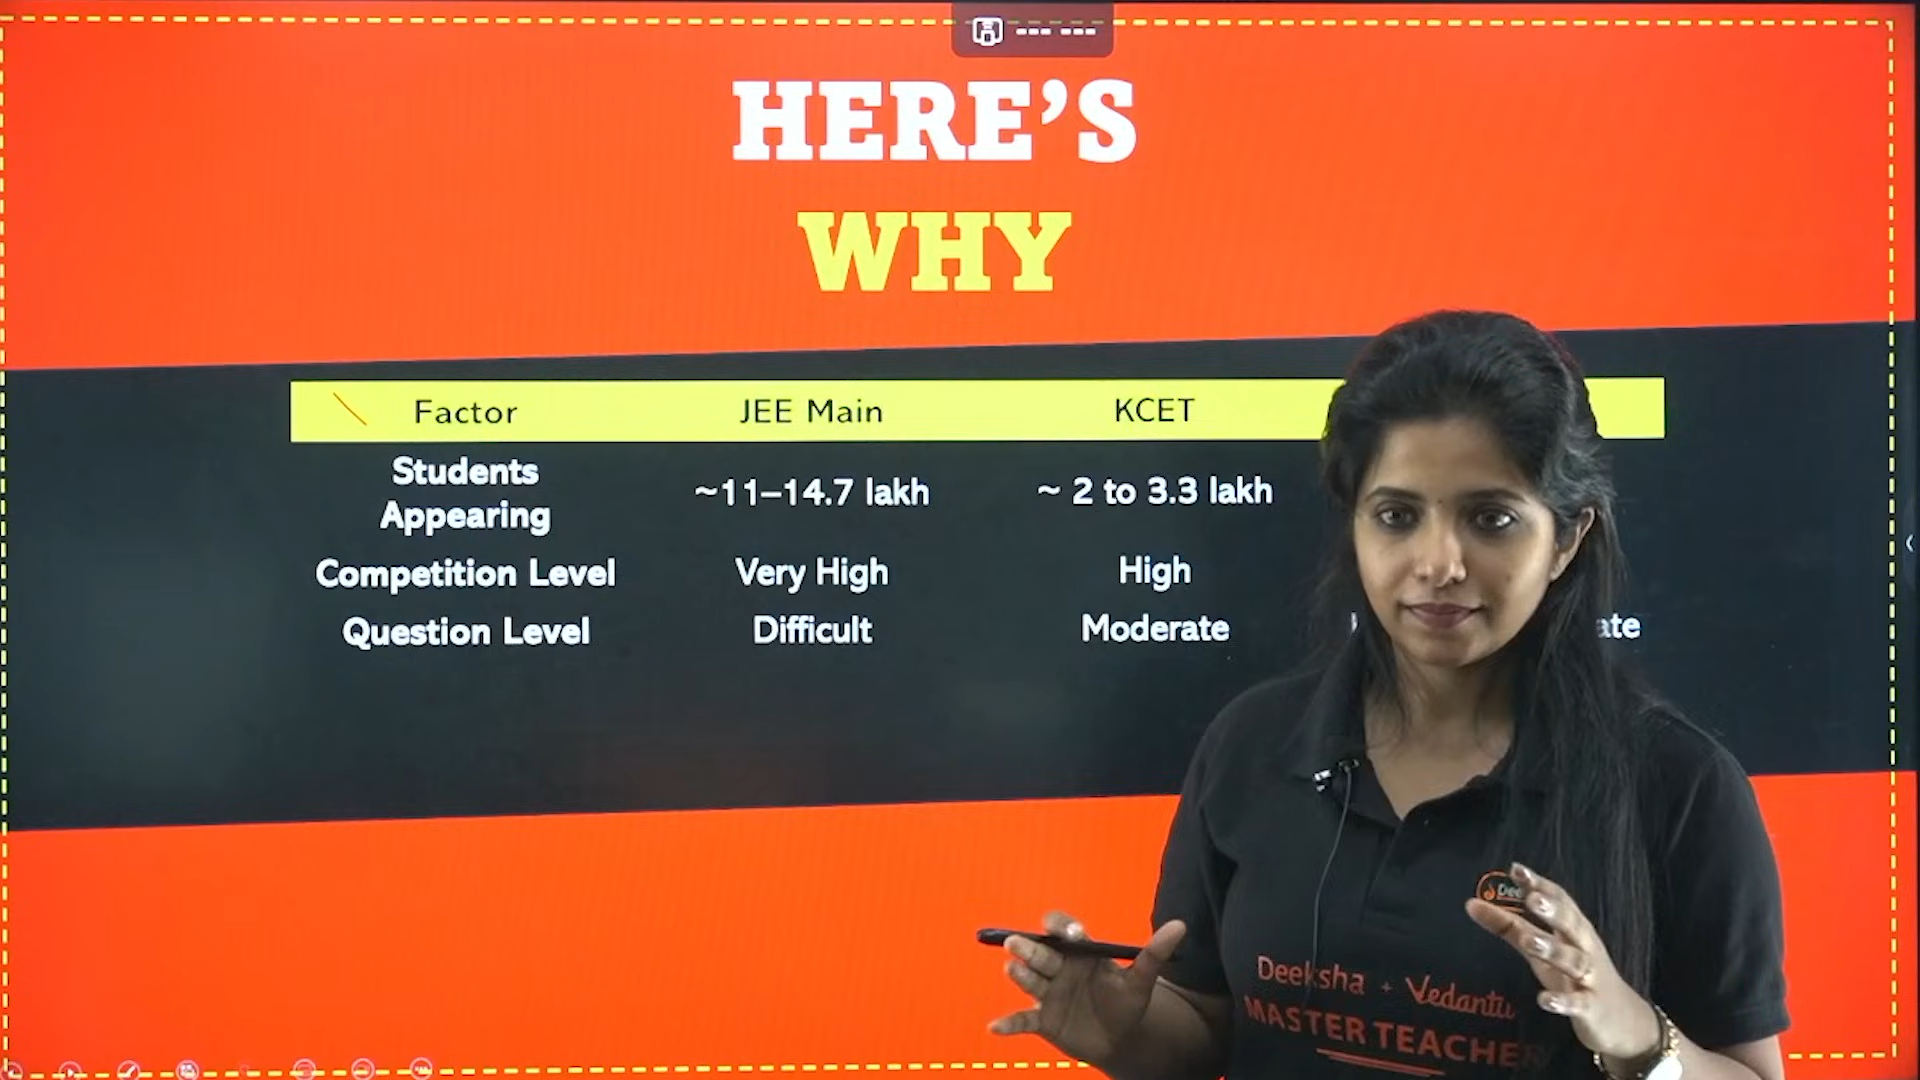 HERE'S
WHY
Factor JEE Main KCET
Students
Appearing
~11–14.7 lakh ~ 2 to 3.3 lakh
Competition Level Very High High
Question Level Difficult Moderate
Deeksha + Vedantu
MASTER TEACHER